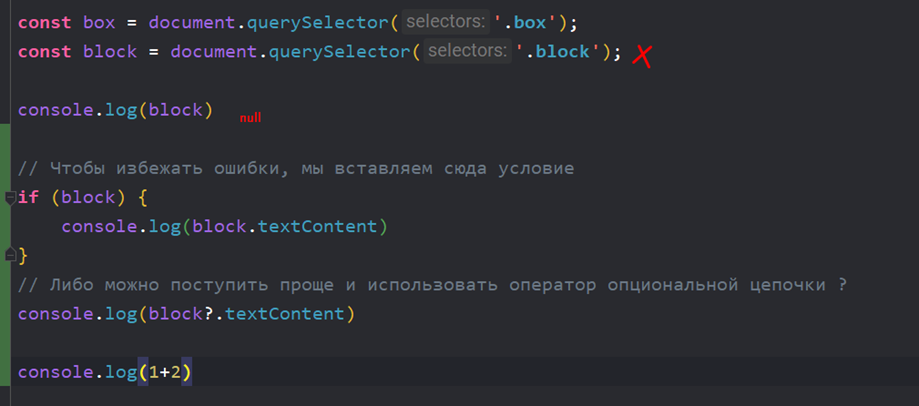 const box = document.querySelector( selectors: '.box');
const block = document.querySelector( selectors: '.block'); X
console.log(block) null
// Чтобы избежать ошибки, мы вставляем сюда условие
if (block) {
console.log(block.textContent)
}
// Либо можно поступить проще и использовать оператор опциональной цепочки ?
console.log(block?.textContent)
console.log(1+2)